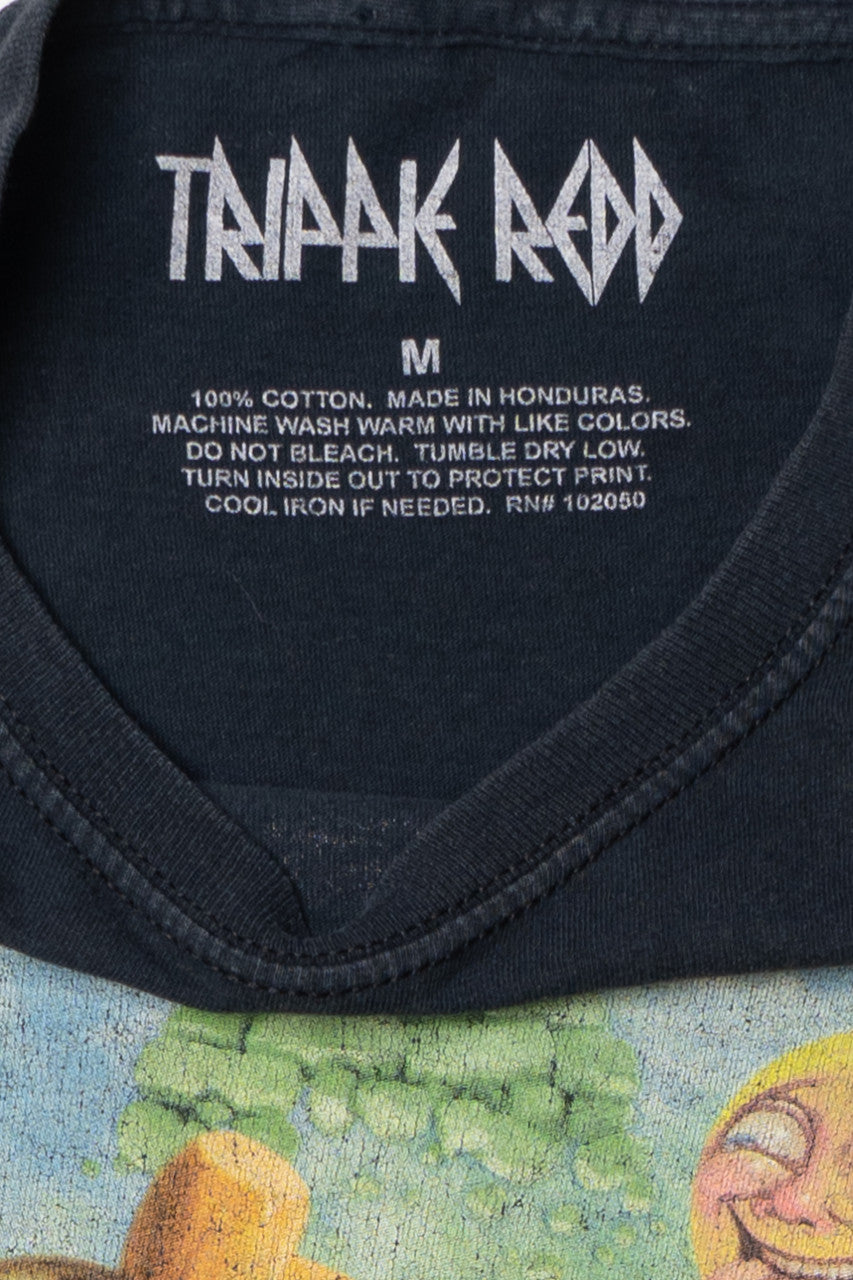 TRIPPIE REDD
M
100% COTTON. MADE IN HONDURAS.
MACHINE WASH WARM WITH LIKE COLORS.
DO NOT BLEACH. TUMBLE DRY LOW.
TURN INSIDE OUT TO PROTECT PRINT.
COOL IRON IF NEEDED. RN# 102050